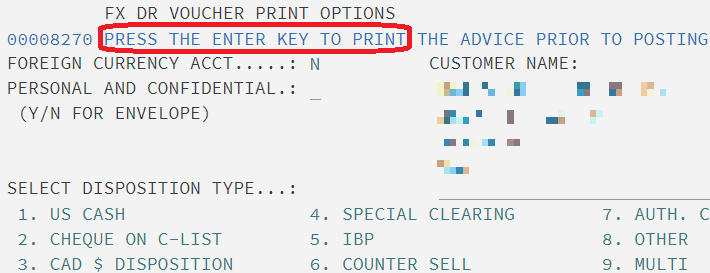 FX DR VOUCHER PRINT OPTIONS
00008270 PRESS THE ENTER KEY TO PRINT THE ADVICE PRIOR TO POSTING
FOREIGN CURRENCY ACCT.....: N CUSTOMER NAME:
PERSONAL AND CONFIDENTIAL.: _
(Y/N FOR ENVELOPE)
SELECT DISPOSITION TYPE...:
1. US CASH 4. SPECIAL CLEARING 7. AUTH. C
2. CHEQUE ON C-LIST 5. IBP 8. OTHER
3. CAD $ DISPOSITION 6. COUNTER SELL 9. MULTI